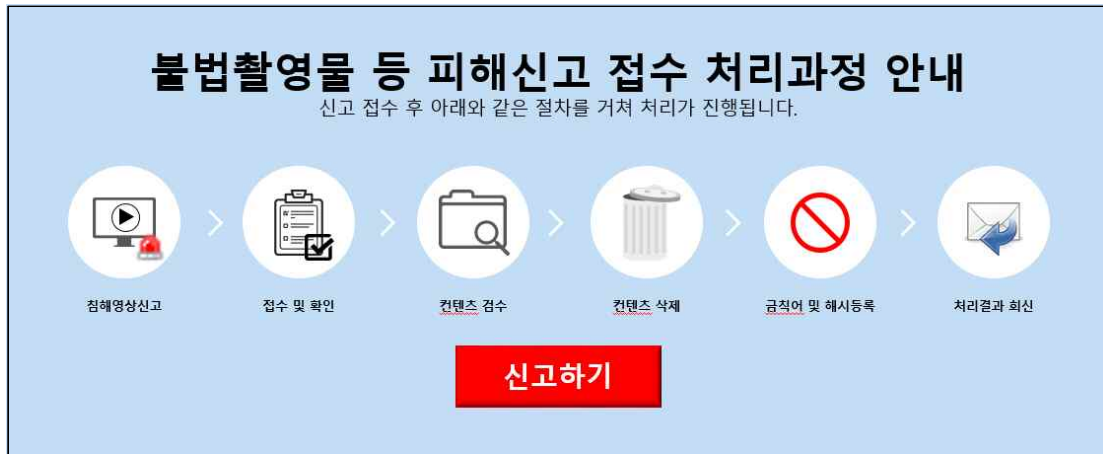 불법촬영물 등 피해신고 접수 처리과정 안내
신고 접수 후 아래와 같은 절차를 거쳐 처리가 진행됩니다.
침해영상신고
접수 및 확인
컨텐츠 검수
컨텐츠 삭제
금칙어 및 해시등록
처리결과 회신
신고하기